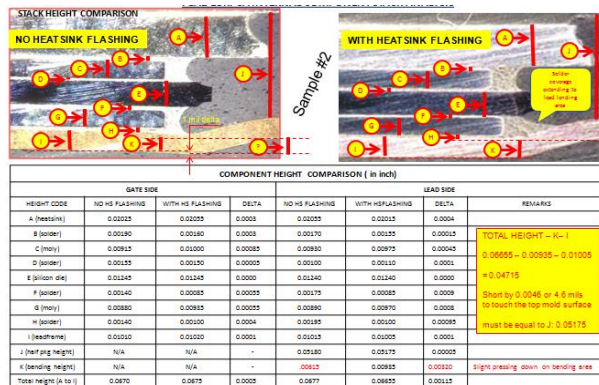 STACK HEIGHT COMPARISON
NO HEAT SINK FLASHING
WITH HEAT SINK FLASHING
Sample #2
A
B
C
D
E
F
G
H
I
J
K
1 mil delta
?
A
B
C
D
E
F
G
H
I
J
K
Solder
coverage
extending to
lead landing
area
COMPONENT HEIGHT COMPARISON ( in inch)
GATE SIDE LEAD SIDE
HEIGHT CODE NO HS FLASHING WITH HS FLASHING DELTA NO HS FLASHING WITH HSFLASHING DELTA REMARKS
A (heatsink) 0.02025 0.02055 0.0003 0.02055 0.02015 0.0004
B (solder) 0.00190 0.00160 0.0003 0.00170 0.00155 0.00015
C (moly) 0.00915 0.01000 0.00085 0.00930 0.00975 0.00045
D (solder) 0.00155 0.00150 0.00005 0.00100 0.00110 0.0001
E (silicon die) 0.01245 0.01245 0.0000 0.01240 0.01240 0.0000
F (solder) 0.00140 0.00085 0.00055 0.00175 0.00085 0.0009
G (moly) 0.00880 0.00935 0.00055 0.00890 0.00970 0.0008
H (solder) 0.00140 0.00100 0.0004 0.00195 0.00100 0.00095
I (leadframe) 0.01010 0.01020 0.0001 0.01015 0.01005 0.0001
J (half pkg height) N/A N/A - 0.05180 0.05175 0.00005
K (bending height) N/A N/A - .00615 0.00935 0.00320 Slight pressing down on bending area
Total height (A to I) 0.0670 0.0675 0.0005 0.0677 0.06655 0.00115
TOTAL HEIGHT – K– I
0.06655 – 0.00935 – 0.01005
= 0.04715
Short by 0.0046 or 4.6 mils
to touch the top mold surface
must be equal to J: 0.05175